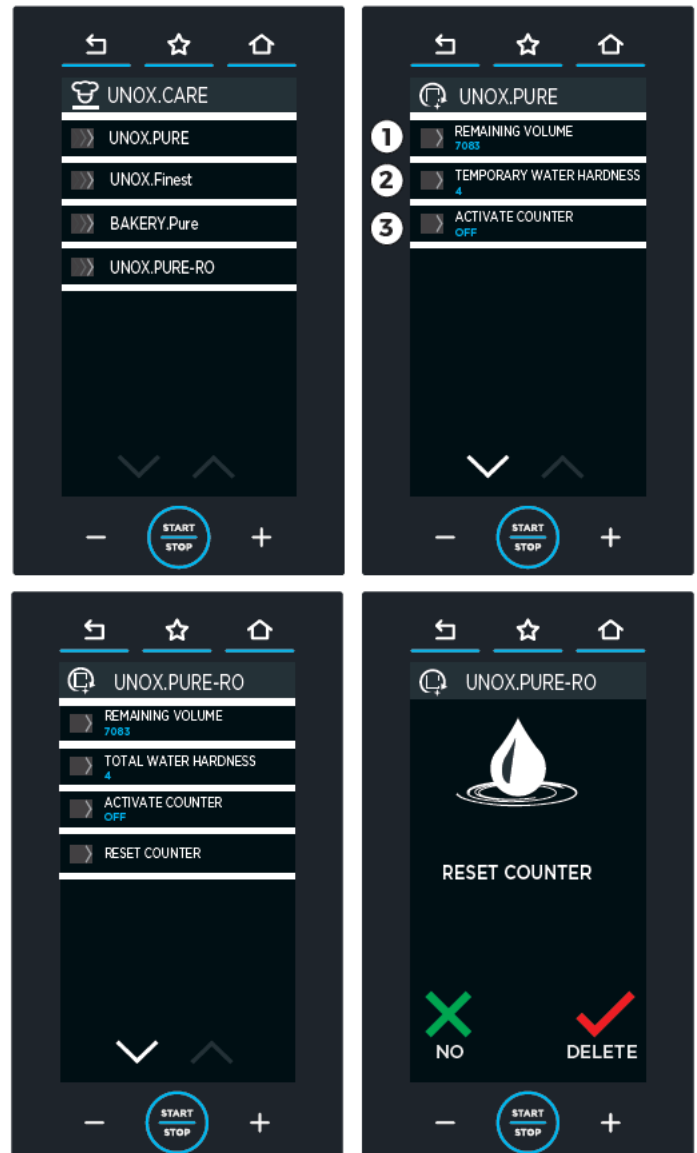 UNOX.CARE
UNOX.PURE
UNOX.Finest
BAKERY.Pure
UNOX.PURE-RO
START
STOP
UNOX.PURE
1
REMAINING VOLUME
7083
2
TEMPORARY WATER HARDNESS
4
3
ACTIVATE COUNTER
OFF
START
STOP
UNOX.PURE-RO
REMAINING VOLUME
7083
TOTAL WATER HARDNESS
4
ACTIVATE COUNTER
OFF
RESET COUNTER
START
STOP
UNOX.PURE-RO
RESET COUNTER
NO
DELETE
START
STOP